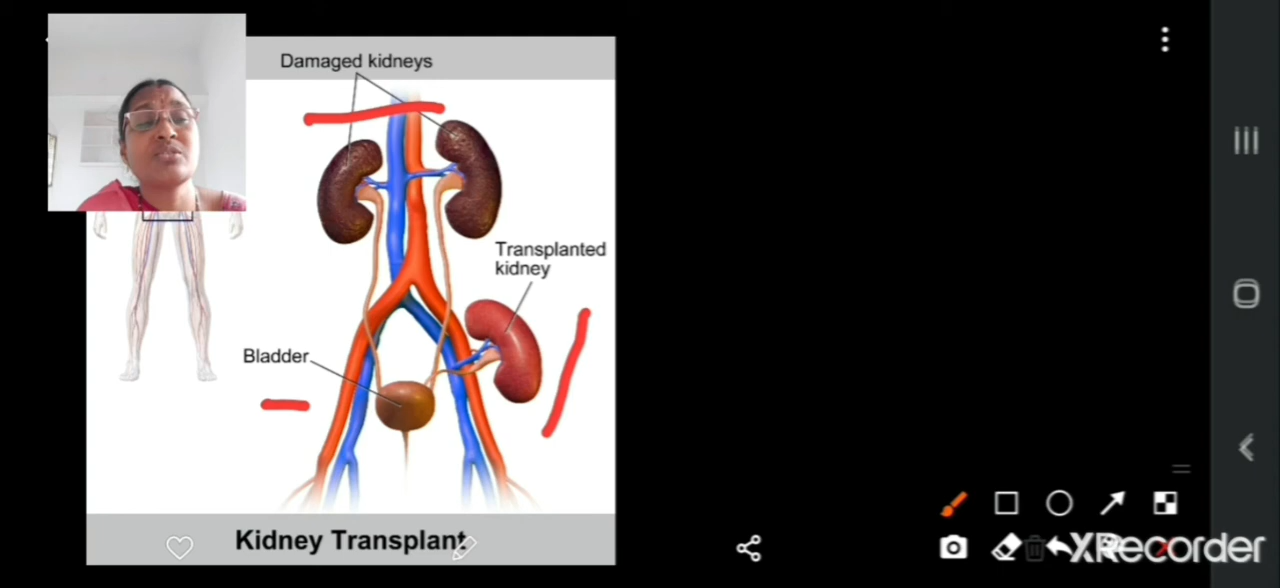 Damaged kidneys
Transplanted
kidney
Bladder
Kidney Transplant
XRecorder